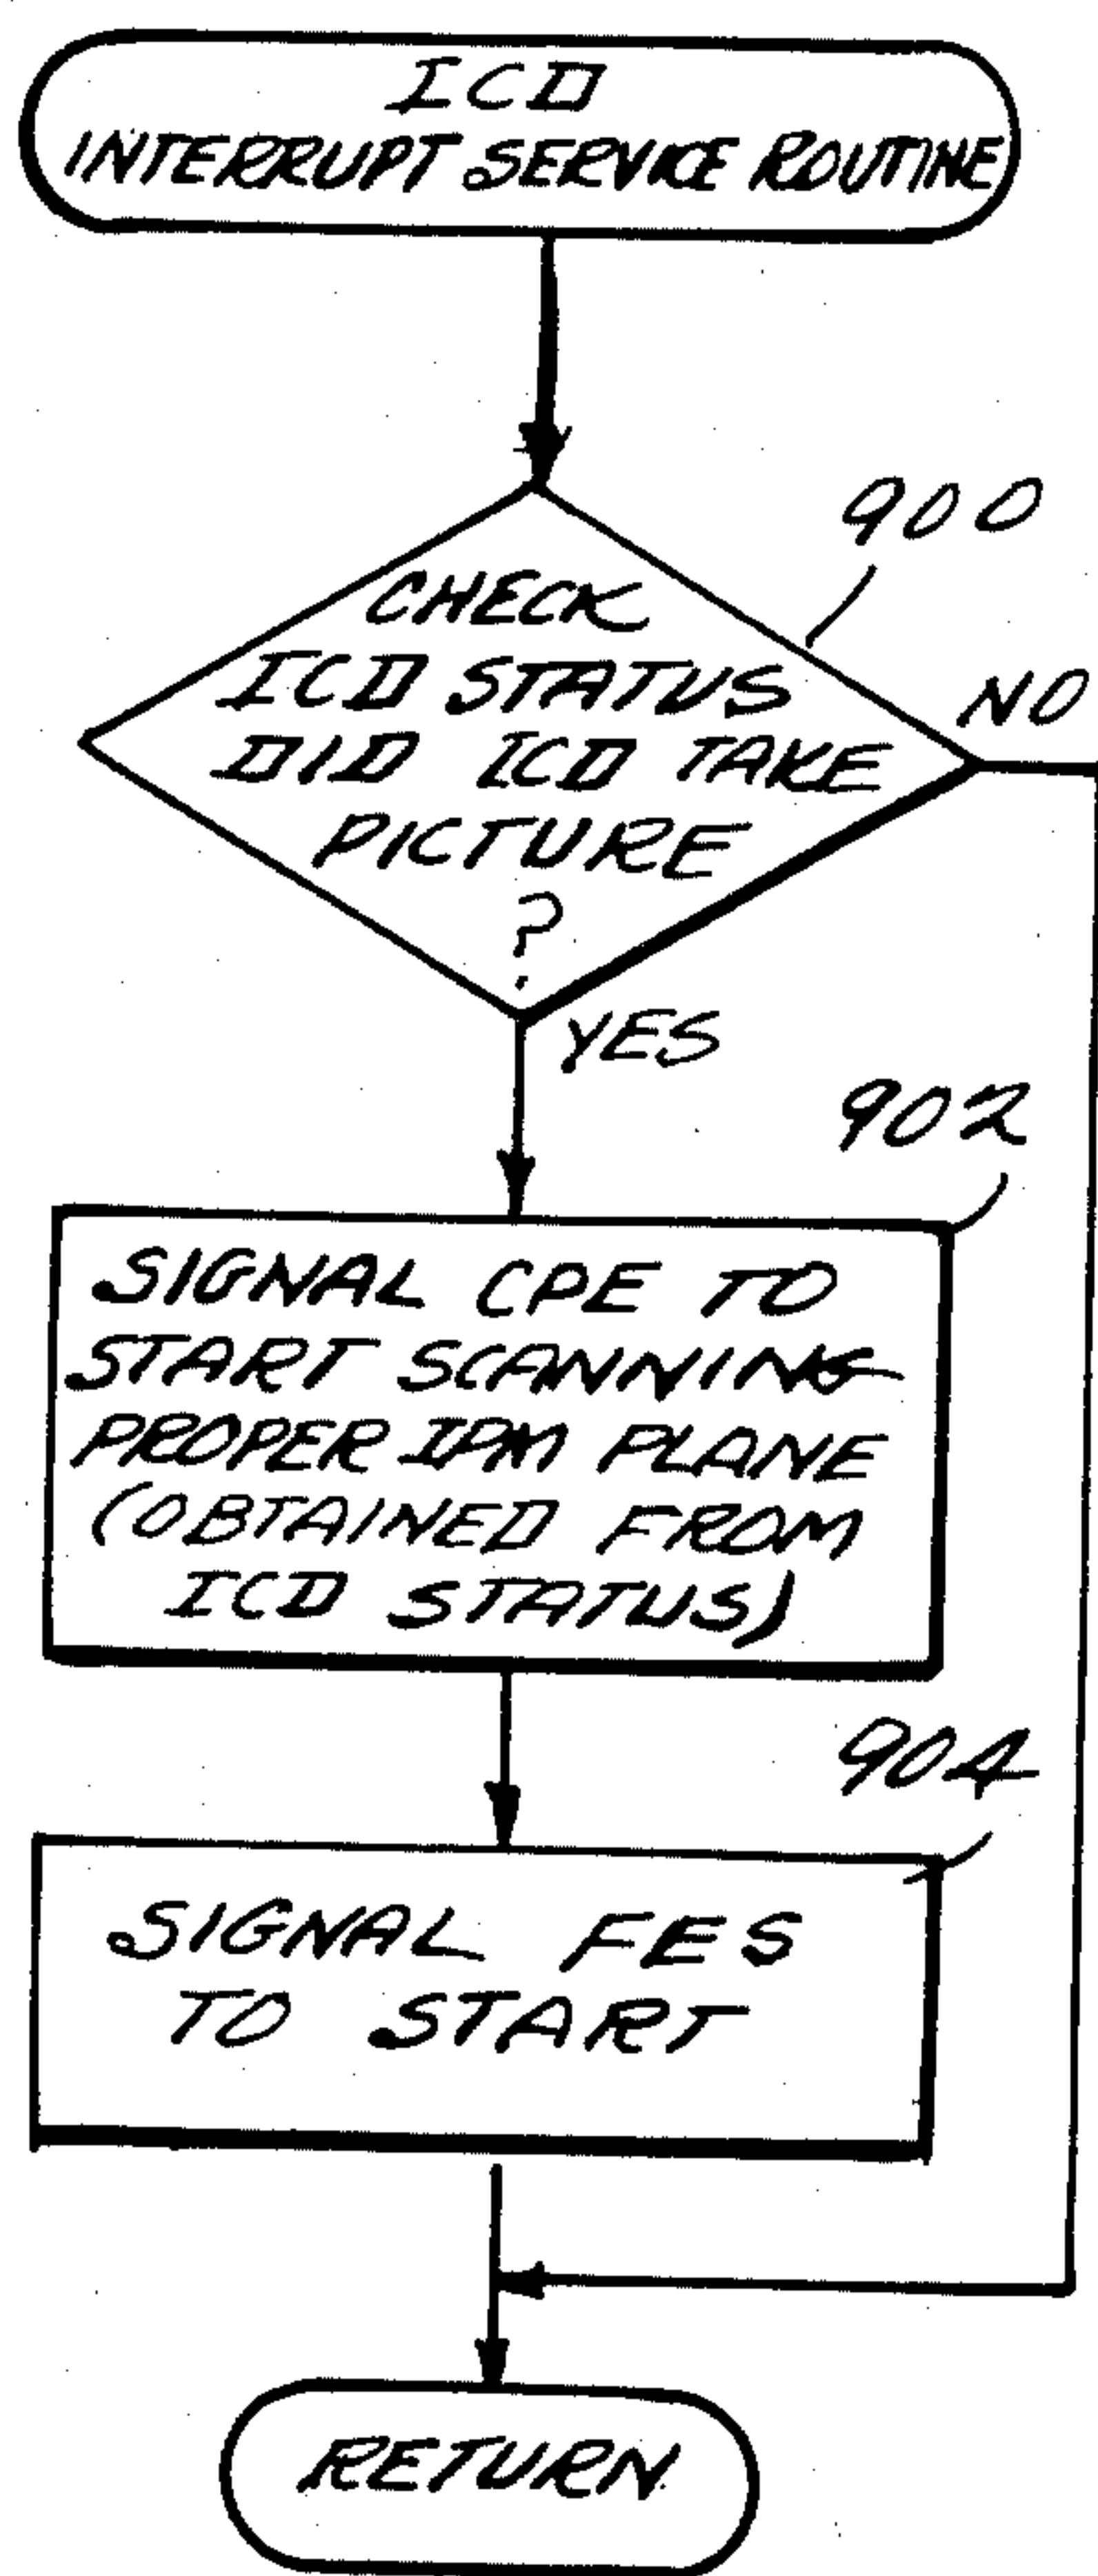 ICD
INTERRUPT SERVICE ROUTINE
900
CHECK
ICD STATUS
DID ICD TAKE
PICTURE
?
NO
YES
902
SIGNAL CPE TO
START SCANNING
PROPER IPM PLANE
(OBTAINED FROM
ICD STATUS)
904
SIGNAL FES
TO START
RETURN